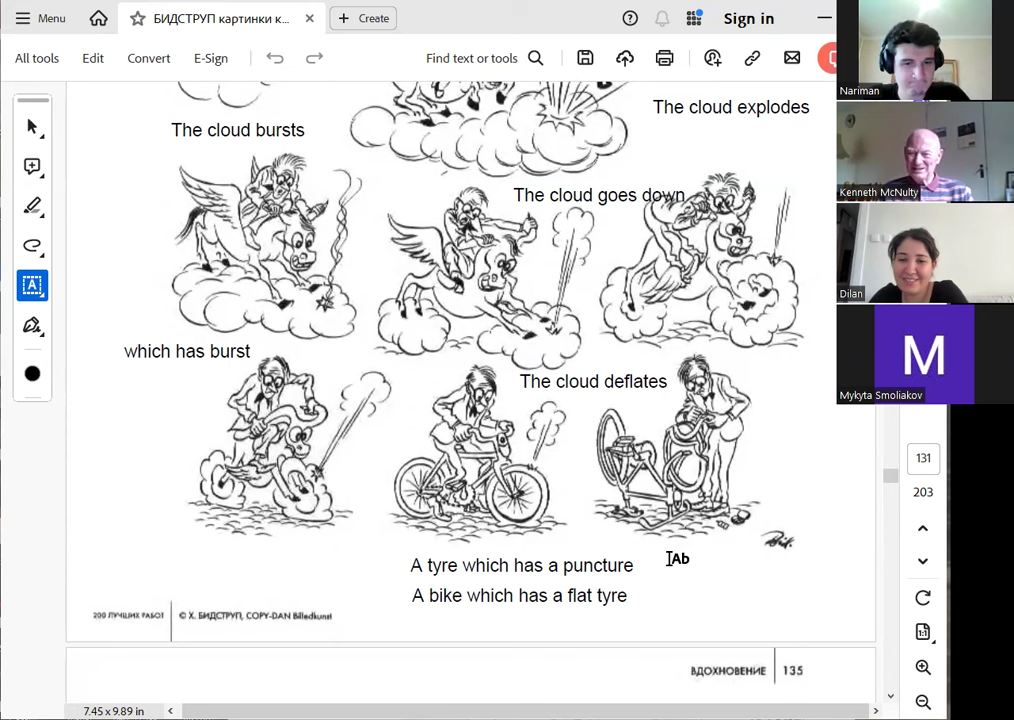 Menu
БИДСТРУП картинки к...
Create
Sign in
All tools
Edit
Convert
E-Sign
Find text or tools
Nariman
Kenneth McNulty
Dilan
M
Mykyta Smoliakov
The cloud explodes
The cloud bursts
The cloud goes down
which has burst
The cloud deflates
A tyre which has a puncture
A bike which has a flat tyre
Ab
200 ЛУЧШИХ РАБОТ
© Х. БИДСТРУП, COPY-DAN Billedkunst
ВДОХНОВЕНИЕ 135
131
203
1:1
7.45 x 9.89 in